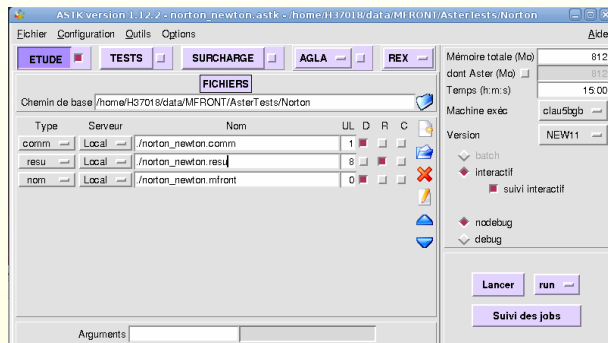 ASTK version 1.12.2 - norton_newton.astk - /home/H37018/data/MFRONT/AsterTests/Norton
Fichier Configuration Outils Options Aide
ETUDE TESTS SURCHARGE AGLA REX
FICHIERS
Chemin de base /home/H37018/data/MFRONT/AsterTests/Norton
Type Serveur Nom UL D R C
comm Local ./norton_newton.comm 1
resu Local ./norton_newton.resu 8
nom Local ./norton_newton.mfront 0
Arguments
Mémoire totale (Mo) 812
dont Aster (Mo) 812
Temps (h:m:s) 15:00
Machine exéc clau5bgb
Version NEW11
batch
interactif
suivi interactif
nodebug
debug
Lancer run
Suivi des jobs